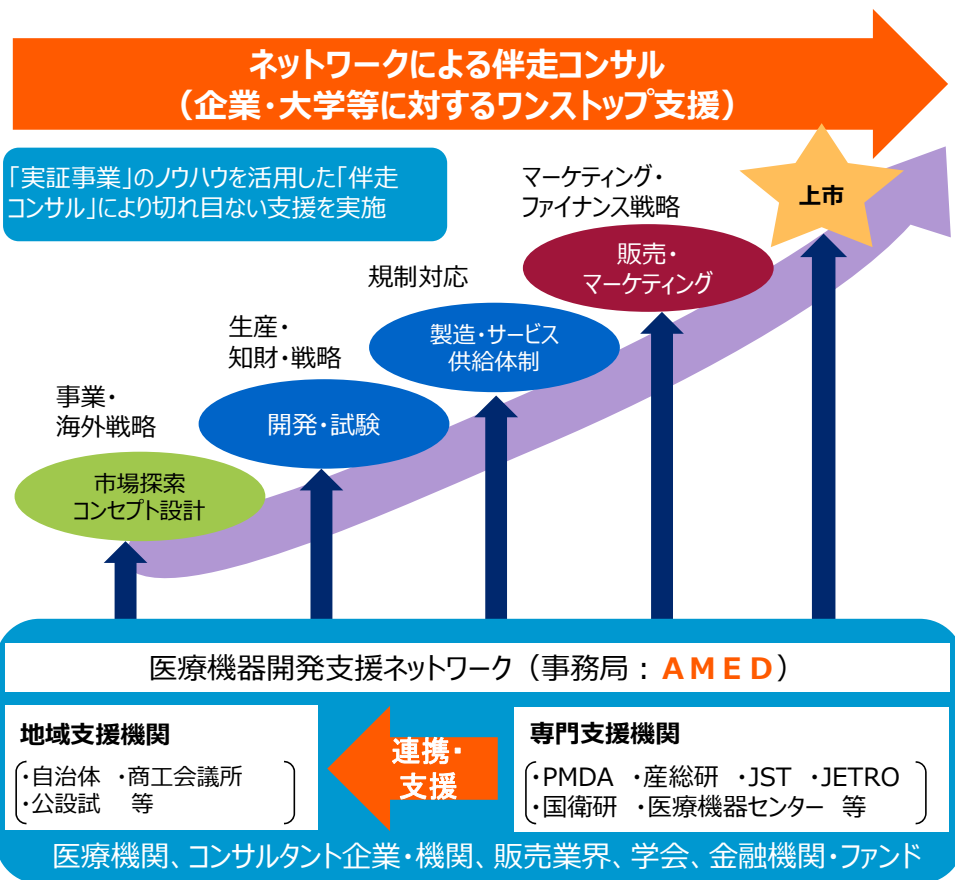 ネットワークによる伴走コンサル
（企業・大学等に対するワンストップ支援）
「実証事業」のノウハウを活用した「伴走
コンサル」により切れ目ない支援を実施
マーケティング・
ファイナンス戦略
上市
販売・
マーケティング
規制対応
製造・サービス
供給体制
生産・
知財・戦略
開発・試験
事業・
海外戦略
市場探索
コンセプト設計
医療機器開発支援ネットワーク（事務局：ＡＭＥＤ）
地域支援機関
・自治体　・商工会議所
・公設試　等
連携・
支援
専門支援機関
・PMDA　・産総研　・JST　・JETRO
・国衛研　・医療機器センター　等
医療機関、コンサルタント企業・機関、販売業界、学会、金融機関・ファンド